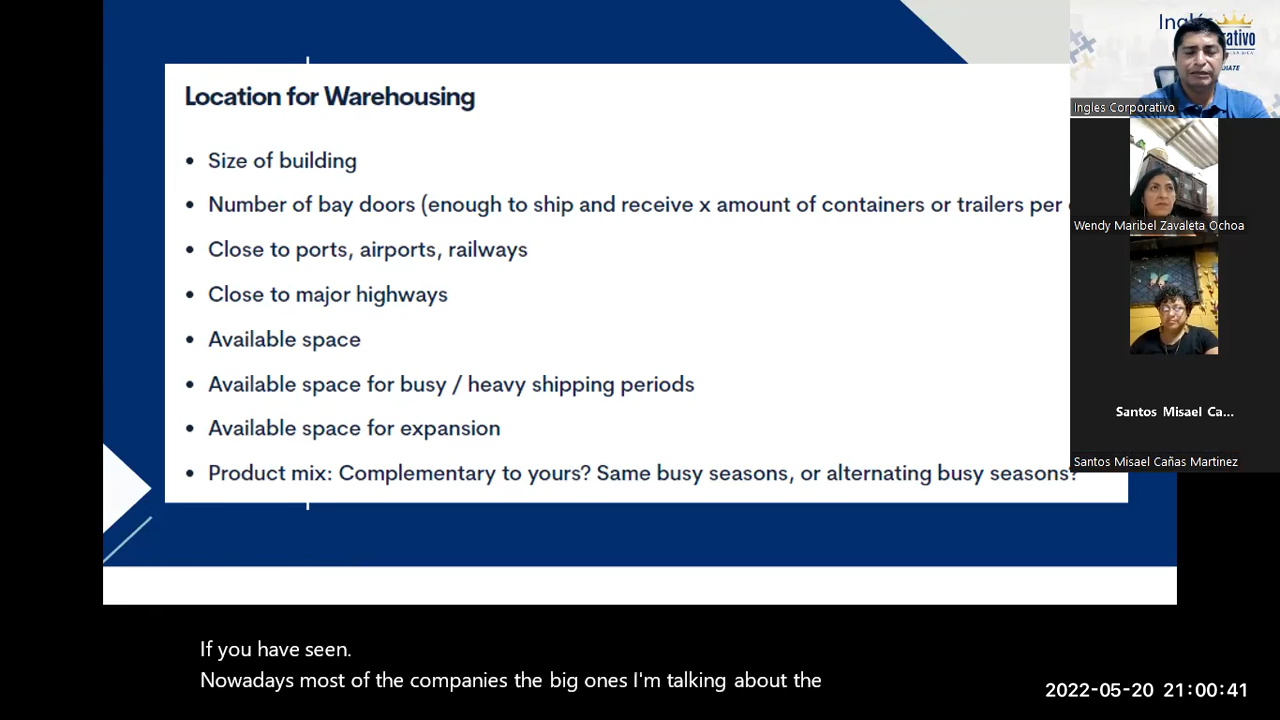 Location for Warehousing
• Size of building
• Number of bay doors (enough to ship and receive x amount of containers or trailers per
• Close to ports, airports, railways
• Close to major highways
• Available space
• Available space for busy / heavy shipping periods
• Available space for expansion
• Product mix: Complementary to yours? Same busy seasons, or alternating busy seasons?
Ingles Corporativo
Wendy Maribel Zavaleta Ochoa
Santos Misael Ca...
Santos Misael Cañas Martinez
If you have seen.
Nowadays most of the companies the big ones I'm talking about the
2022-05-20 21:00:41